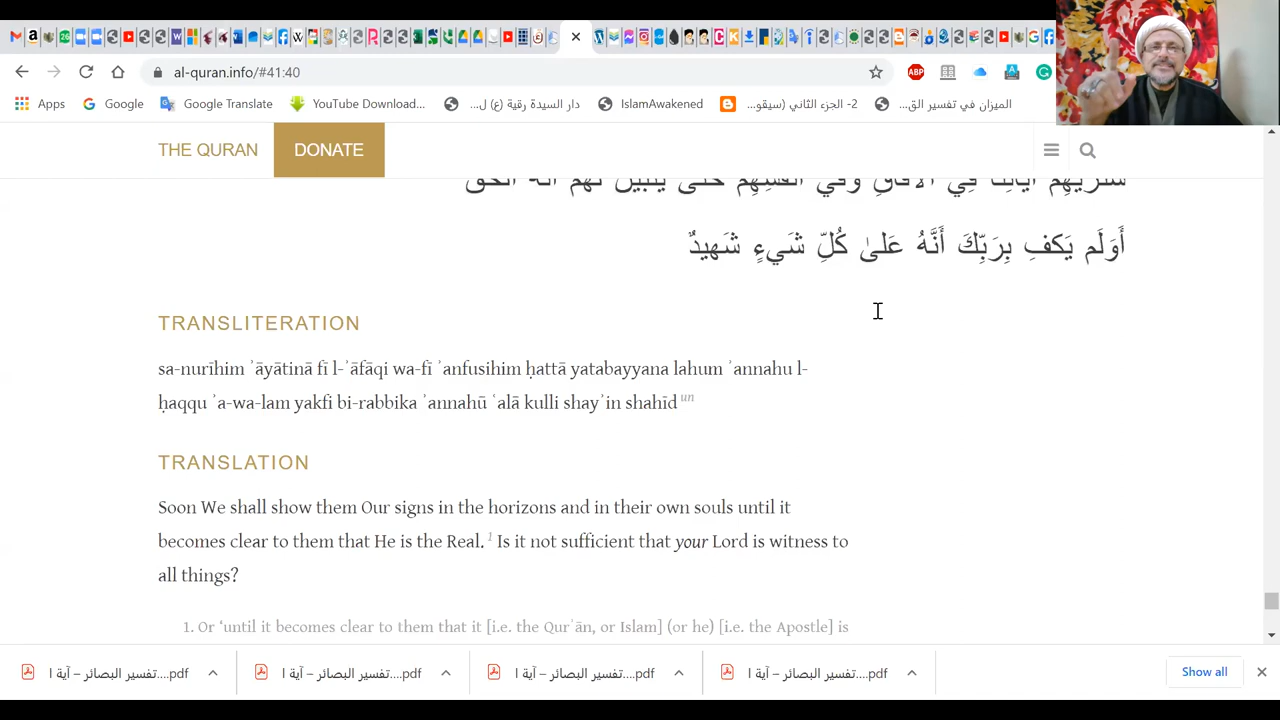 al-quran.info/#41:40
Apps
Google
Google Translate
YouTube Download...
دار السيدة رقية (ع) ل...
IslamAwakened
2- الجزء الثاني (سيقو...
الميزان في تفسير الق...
THE QURAN
DONATE
سَنُريهِم آياتِنا فِي الآفاقِ وَفي أَنفُسِهِم حَتّىٰ يَتَبَيَّنَ لَهُم أَنَّهُ الحَقُّ
أَوَلَم يَكفِ بِرَبِّكَ أَنَّهُ عَلىٰ كُلِّ شَيءٍ شَهيدٌ
TRANSLITERATION
sa-nurīhim ʾāyātinā fī l-ʾāfāqi wa-fī ʾanfusihim ḥattā yatabayyana lahum ʾannahu l-
ḥaqqu ʾa-wa-lam yakfi bi-rabbika ʾannahū ʿalā kulli shayʾin shahīd un
TRANSLATION
Soon We shall show them Our signs in the horizons and in their own souls until it
becomes clear to them that He is the Real. 1 Is it not sufficient that your Lord is witness to
all things?
1. Or ‘until it becomes clear to them that it [i.e. the Qurʾān, or Islam] (or he) [i.e. the Apostle] is
تفسير البصائر – آية ا....pdf
تفسير البصائر – آية ا....pdf
تفسير البصائر – آية ا....pdf
تفسير البصائر – آية ا....pdf
Show all